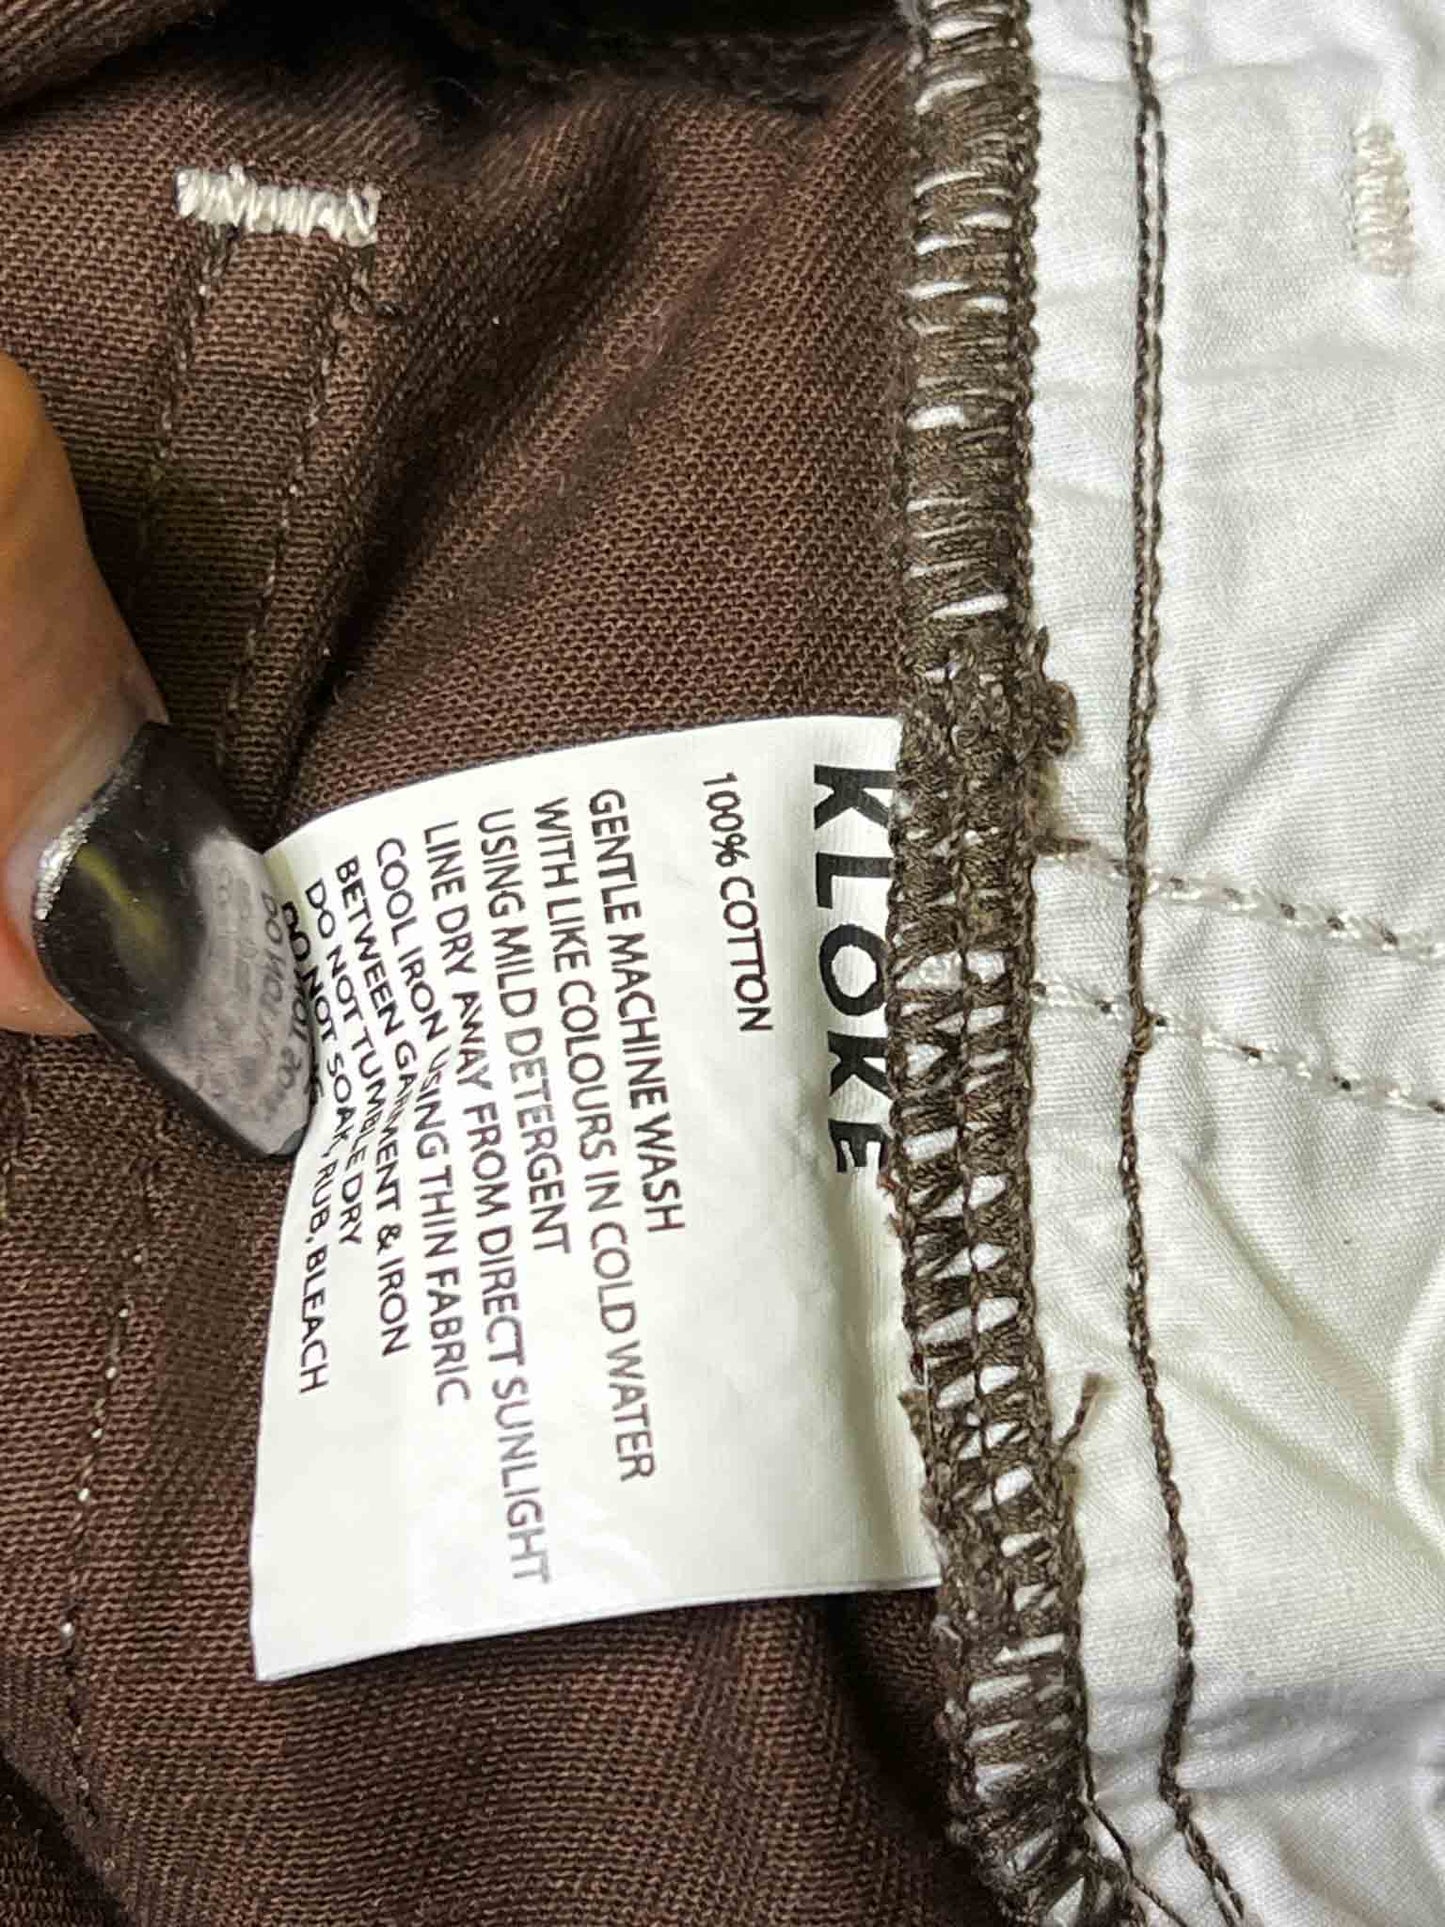 KLOKE
100% COTTON
GENTLE MACHINE WASH
WITH LIKE COLOURS IN COLD WATER
USING MILD DETERGENT
LINE DRY AWAY FROM DIRECT SUNLIGHT
COOL IRON USING THIN FABRIC
BETWEEN GARMENT & IRON
DO NOT TUMBLE DRY
DO NOT SOAK, RUB, BLEACH